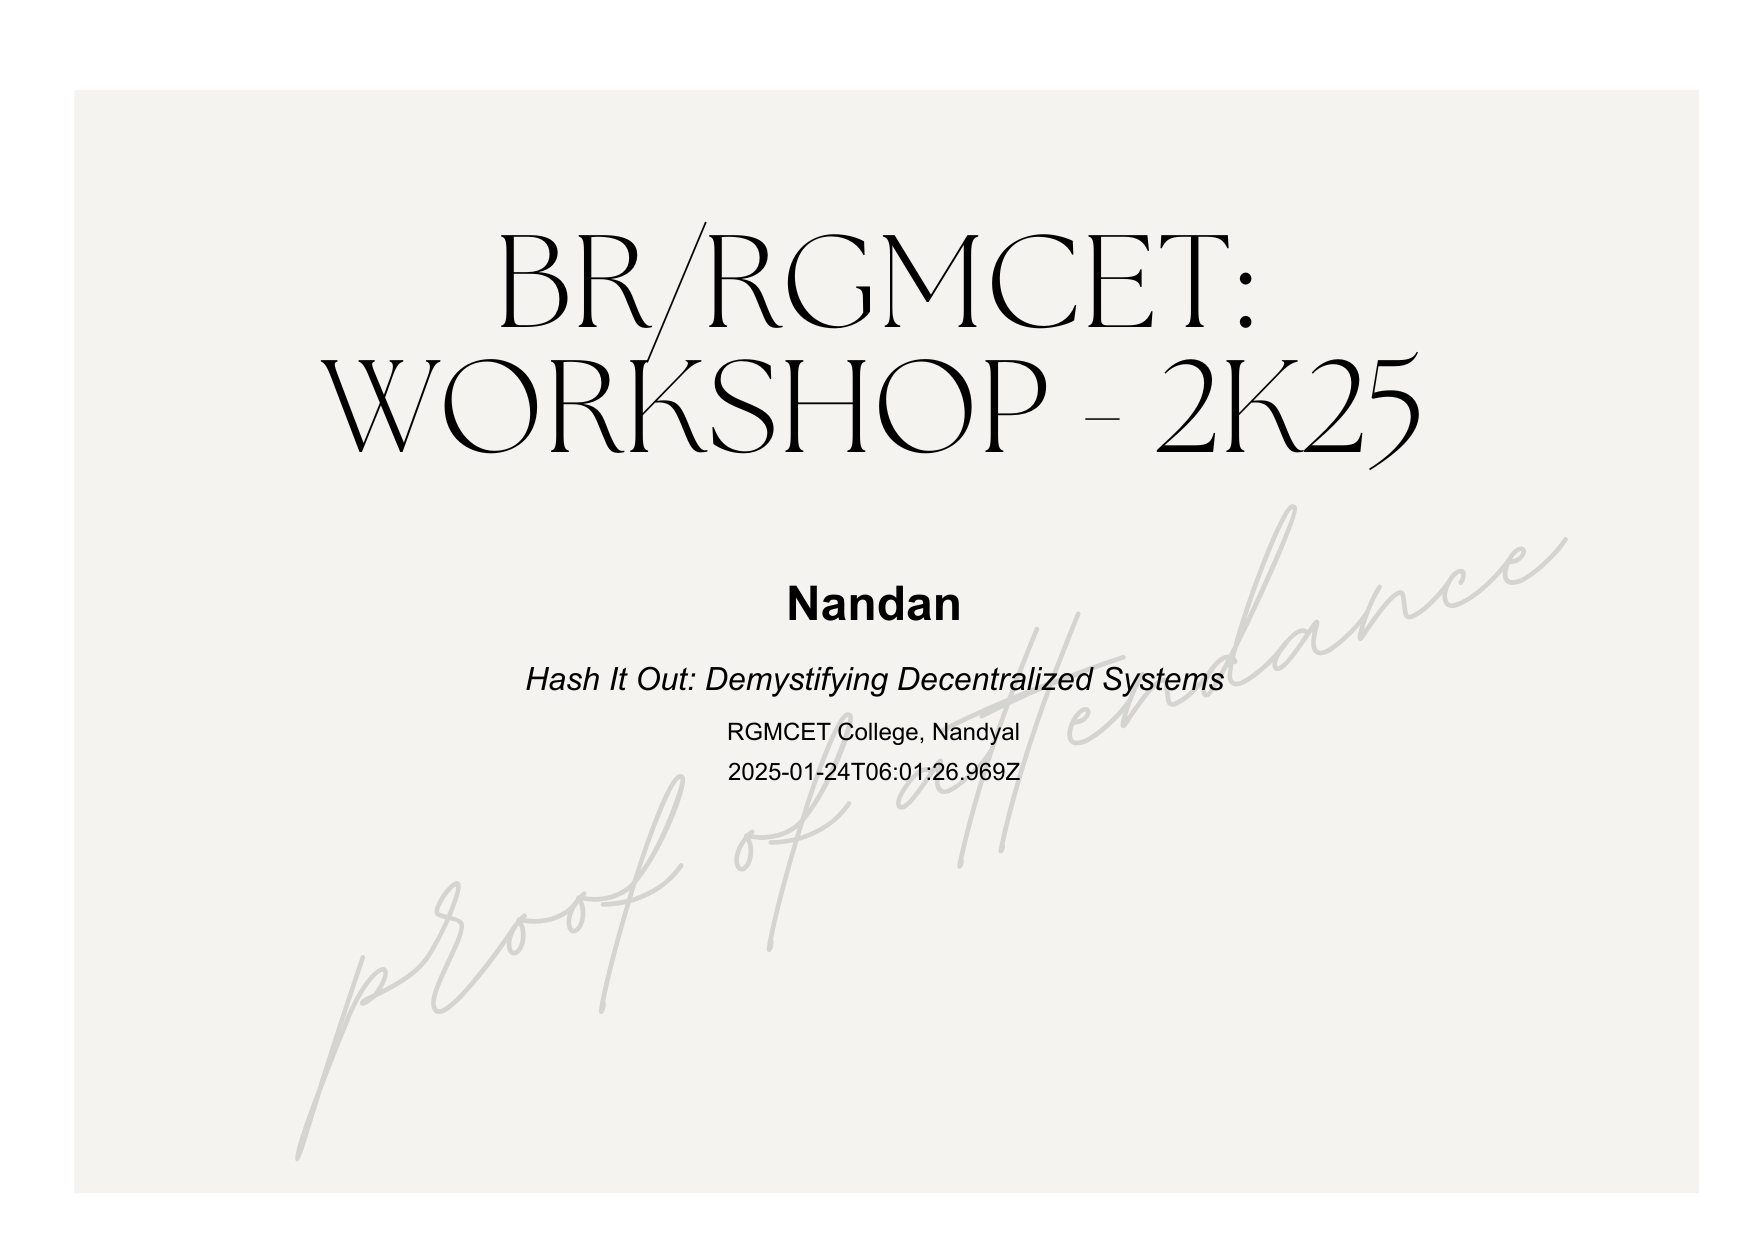 BR/RGMCET:
WORKSHOP - 2K25
Nandan
Hash It Out: Demystifying Decentralized Systems
RGMCET College, Nandyal
2025-01-24T06:01:26.969Z
proof of attendance